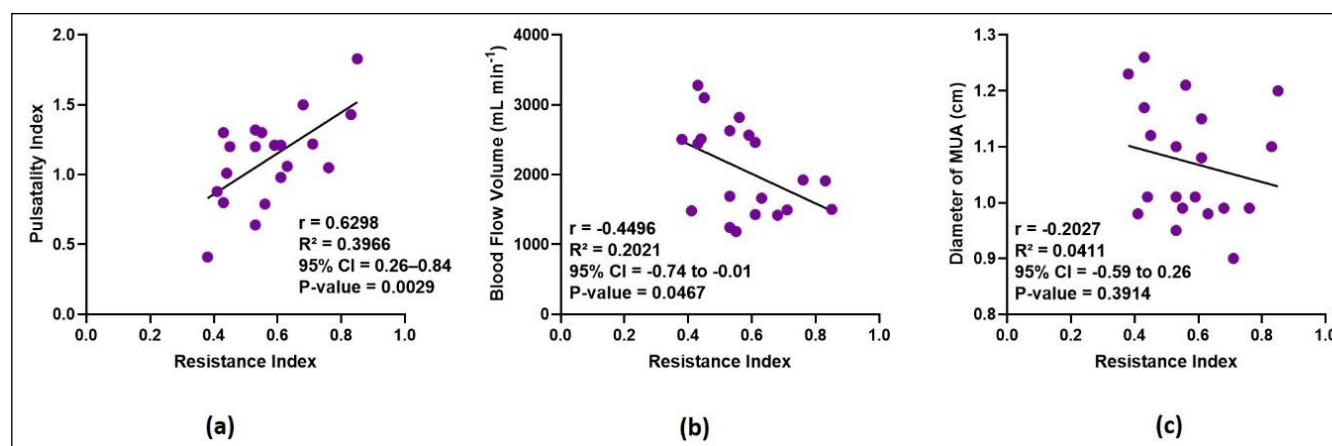 Pulsatality Index
2.0
1.5
1.0
0.5
0.0
r = 0.6298
R² = 0.3966
95% CI = 0.26–0.84
P-value = 0.0029
0.0 0.2 0.4 0.6 0.8 1.0
Resistance Index
(a)
Blood Flow Volume (mL min⁻¹)
4000
3000
2000
1000
0
r = -0.4496
R² = 0.2021
95% CI = -0.74 to -0.01
P-value = 0.0467
0.0 0.2 0.4 0.6 0.8 1.0
Resistance Index
(b)
Diameter of MUA (cm)
1.3
1.2
1.1
1.0
0.9
0.8
r = -0.2027
R² = 0.0411
95% CI = -0.59 to 0.26
P-value = 0.3914
0.0 0.2 0.4 0.6 0.8 1.0
Resistance Index
(c)